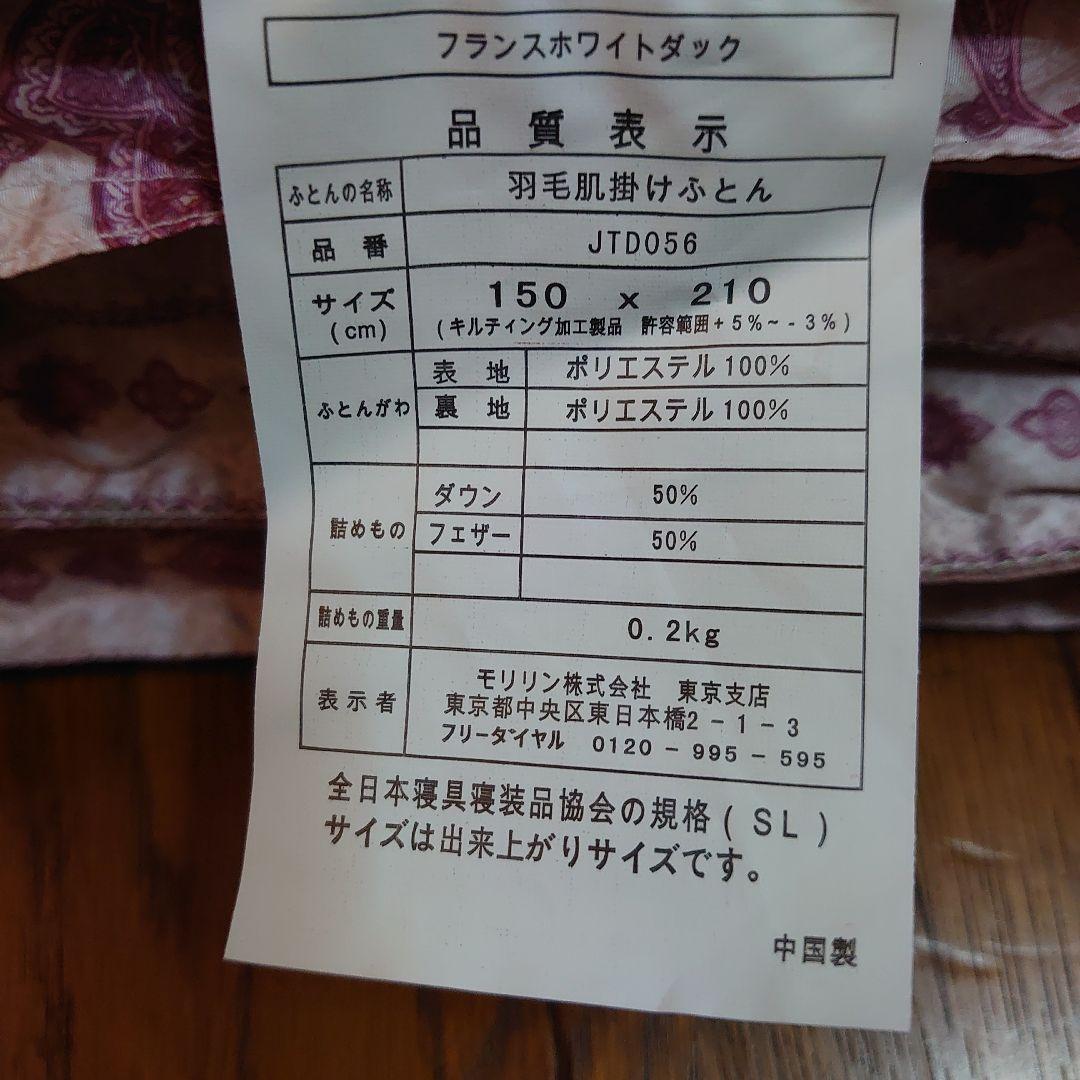 フランスホワイトダック
品質表示
ふとんの名称 羽毛肌掛けふとん
品番 JTD056
サイズ(cm) 150 x 210
(キルティング加工製品 許容範囲+5%~-3%)
ふとんがわ 表地 ポリエステル100%
裏地 ポリエステル100%
詰めもの ダウン 50%
フェザー 50%
詰めもの重量 0.2kg
表示者 モリリン株式会社 東京支店
東京都中央区東日本橋2-1-3
フリーダイヤル 0120-995-595
全日本寝具寝装品協会の規格(SL)
サイズは出来上がりサイズです。
中国製